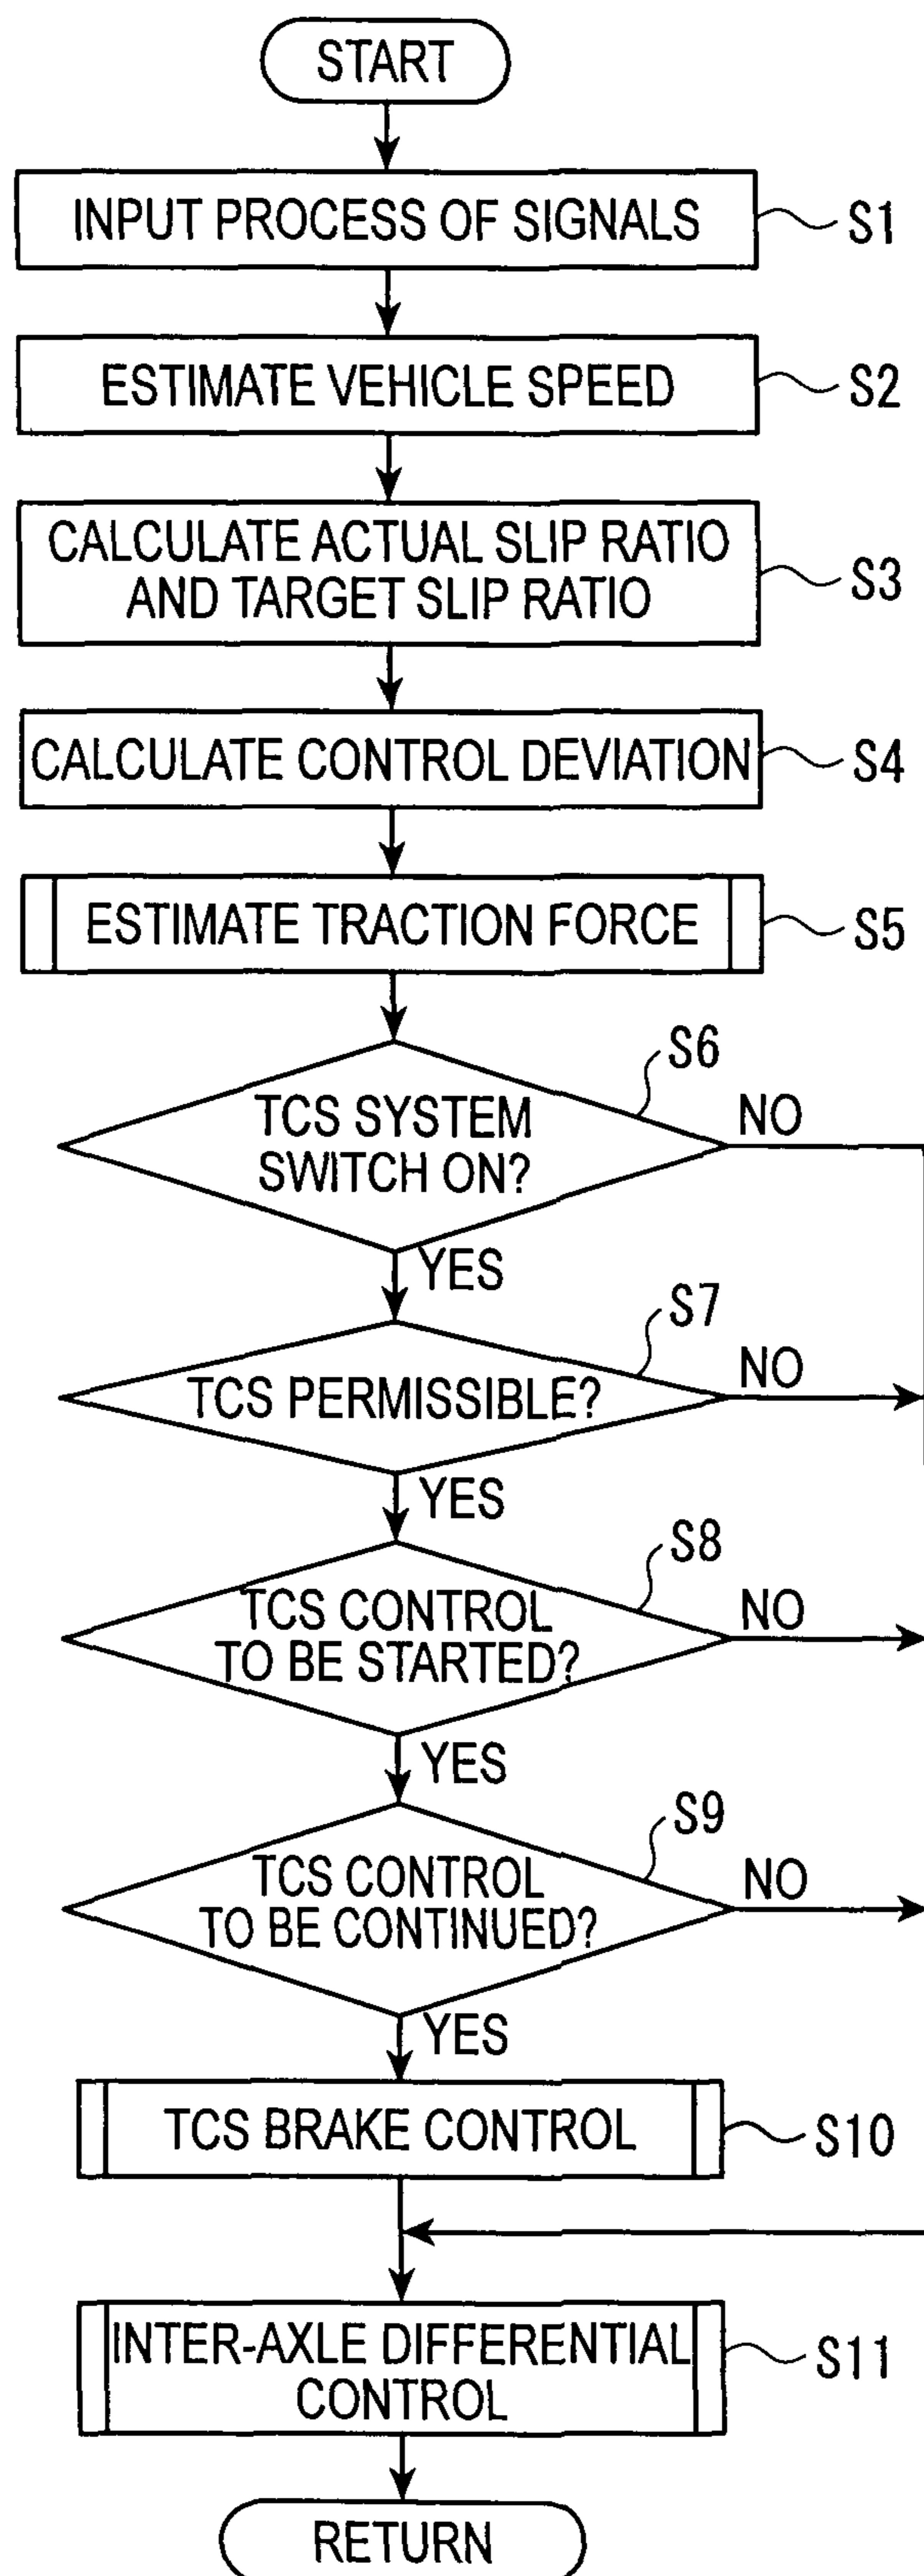 START
INPUT PROCESS OF SIGNALS
S1
ESTIMATE VEHICLE SPEED
S2
CALCULATE ACTUAL SLIP RATIO
AND TARGET SLIP RATIO
S3
CALCULATE CONTROL DEVIATION
S4
ESTIMATE TRACTION FORCE
S5
S6
TCS SYSTEM
SWITCH ON?
NO
YES
S7
TCS PERMISSIBLE?
NO
YES
S8
TCS CONTROL
TO BE STARTED?
NO
YES
S9
TCS CONTROL
TO BE CONTINUED?
NO
YES
TCS BRAKE CONTROL
S10
INTER-AXLE DIFFERENTIAL
CONTROL
S11
RETURN